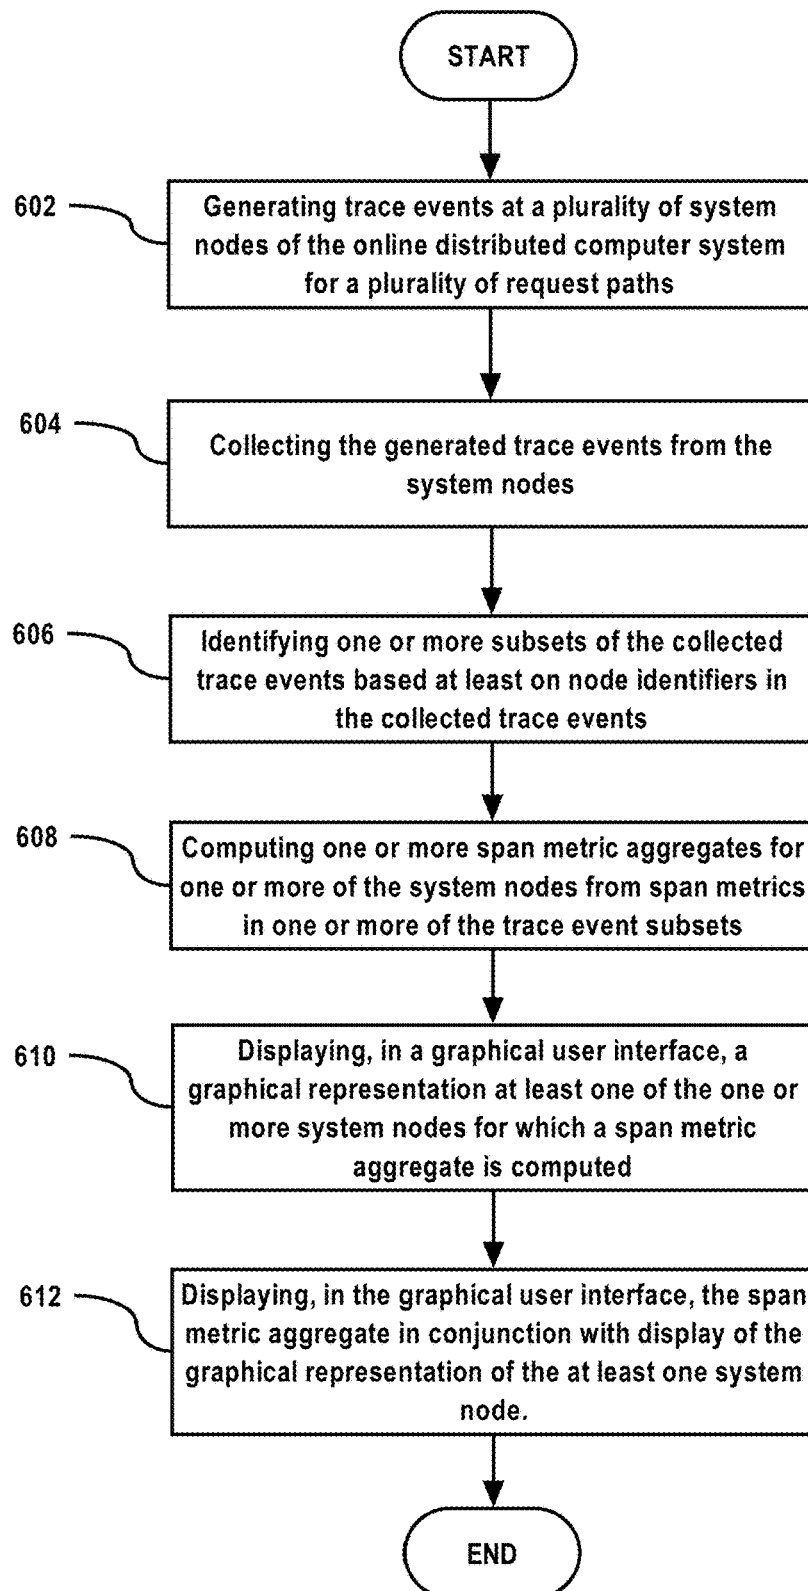 START
602
Generating trace events at a plurality of system
nodes of the online distributed computer system
for a plurality of request paths
604
Collecting the generated trace events from the
system nodes
606
Identifying one or more subsets of the collected
trace events based at least on node identifiers in
the collected trace events
608
Computing one or more span metric aggregates for
one or more of the system nodes from span metrics
in one or more of the trace event subsets
610
Displaying, in a graphical user interface, a
graphical representation at least one of the one or
more system nodes for which a span metric
aggregate is computed
612
Displaying, in the graphical user interface, the span
metric aggregate in conjunction with display of the
graphical representation of the at least one system
node.
END